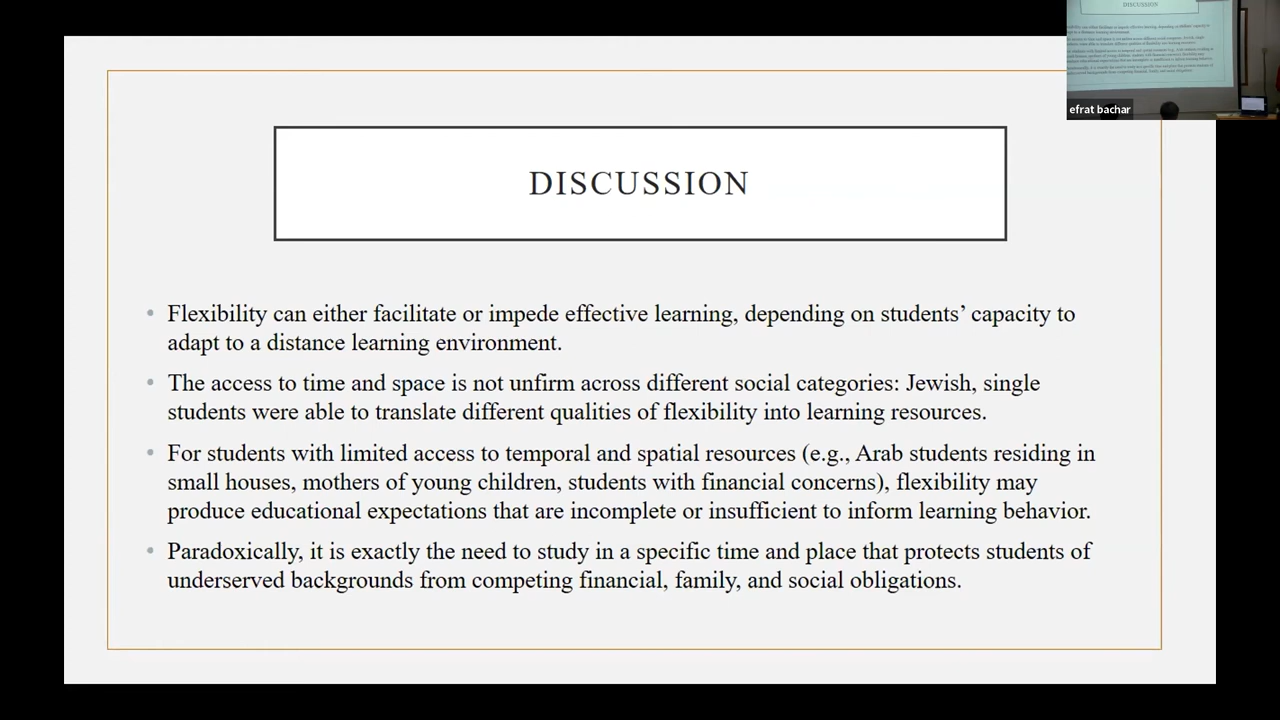 DISCUSSION
efrat bachar
DISCUSSION
• Flexibility can either facilitate or impede effective learning, depending on students’ capacity to
adapt to a distance learning environment.
• The access to time and space is not unfirm across different social categories: Jewish, single
students were able to translate different qualities of flexibility into learning resources.
• For students with limited access to temporal and spatial resources (e.g., Arab students residing in
small houses, mothers of young children, students with financial concerns), flexibility may
produce educational expectations that are incomplete or insufficient to inform learning behavior.
• Paradoxically, it is exactly the need to study in a specific time and place that protects students of
underserved backgrounds from competing financial, family, and social obligations.